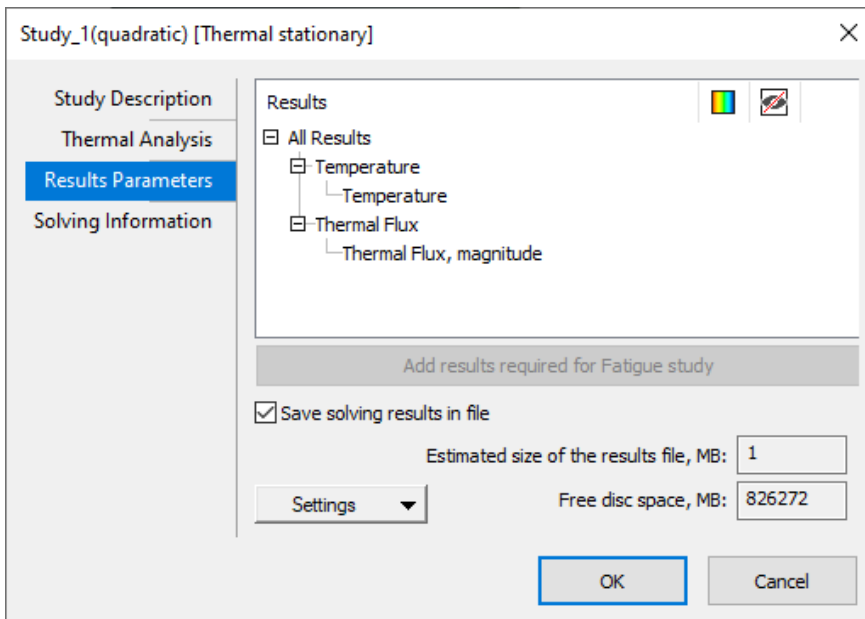 Study_1(quadratic) [Thermal stationary]
Study Description
Thermal Analysis
Results Parameters
Solving Information
Results
All Results
Temperature
Temperature
Thermal Flux
Thermal Flux, magnitude
Add results required for Fatigue study
Save solving results in file
Estimated size of the results file, MB: 1
Settings
Free disc space, MB: 826272
OK
Cancel